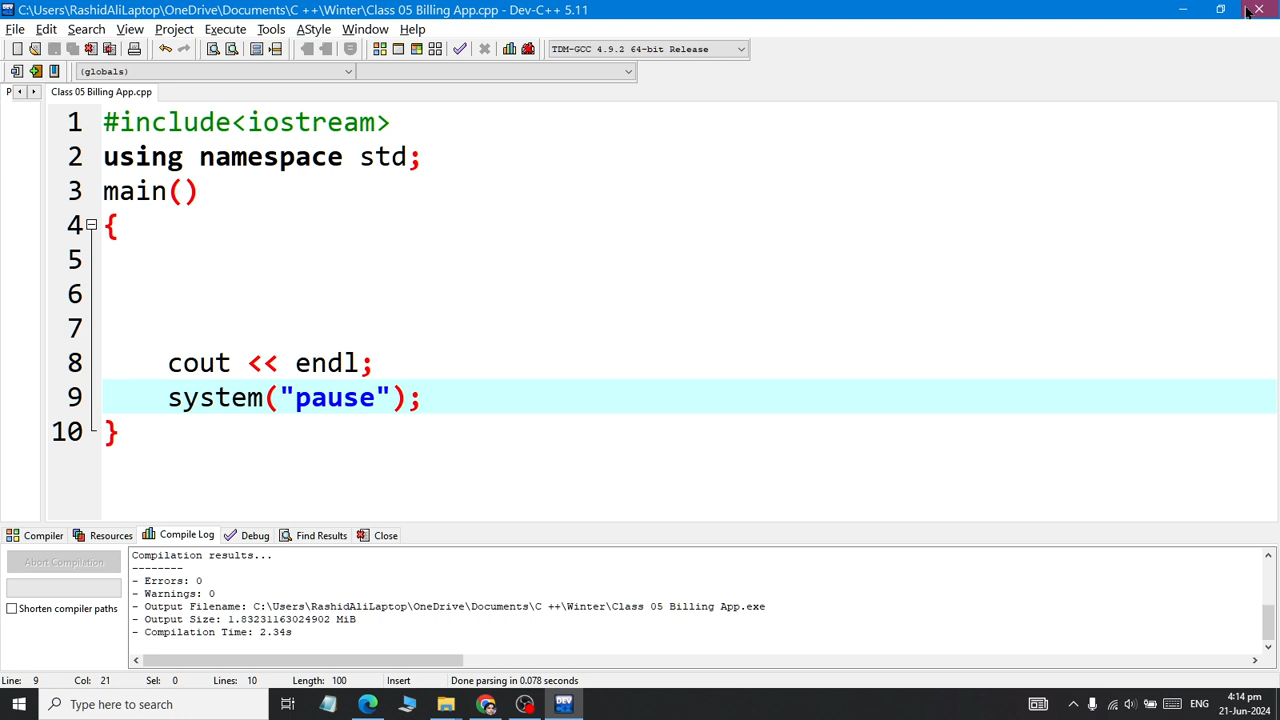 C:\Users\RashidAliLaptop\OneDrive\Documents\C ++\Winter\Class 05 Billing App.cpp - Dev-C++ 5.11
File Edit Search View Project Execute Tools AStyle Window Help
TDM-GCC 4.9.2 64-bit Release
(globals)
P Class 05 Billing App.cpp
1 #include<iostream>
2 using namespace std;
3 main()
4 {
5
6
7
8 cout << endl;
9 system("pause");
10 }
Compiler Resources Compile Log Debug Find Results Close
Abort Compilation
Shorten compiler paths
Compilation results...
--------
- Errors: 0
- Warnings: 0
- Output Filename: C:\Users\RashidAliLaptop\OneDrive\Documents\C ++\Winter\Class 05 Billing App.exe
- Output Size: 1.83231163024902 MiB
- Compilation Time: 2.34s
Line: 9 Col: 21 Sel: 0 Lines: 10 Length: 100 Insert Done parsing in 0.078 seconds
Type here to search
DEV
ENG
4:14 pm
21-Jun-2024